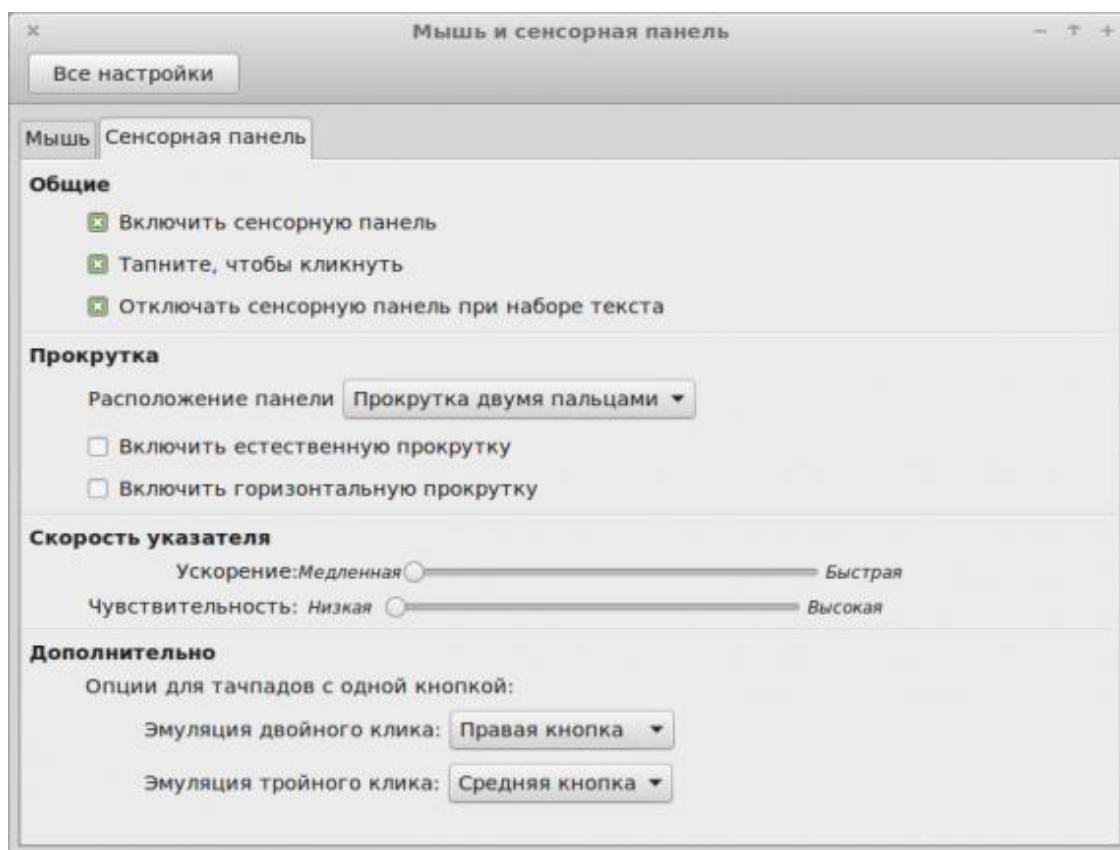 Мышь и сенсорная панель
Все настройки
Мышь Сенсорная панель
Общие
Включить сенсорную панель
Тапните, чтобы кликнуть
Отключать сенсорную панель при наборе текста
Прокрутка
Расположение панели Прокрутка двумя пальцами
Включить естественную прокрутку
Включить горизонтальную прокрутку
Скорость указателя
Ускорение: Медленная Быстрая
Чувствительность: Низкая Высокая
Дополнительно
Опции для тачпадов с одной кнопкой:
Эмуляция двойного клика: Правая кнопка
Эмуляция тройного клика: Средняя кнопка